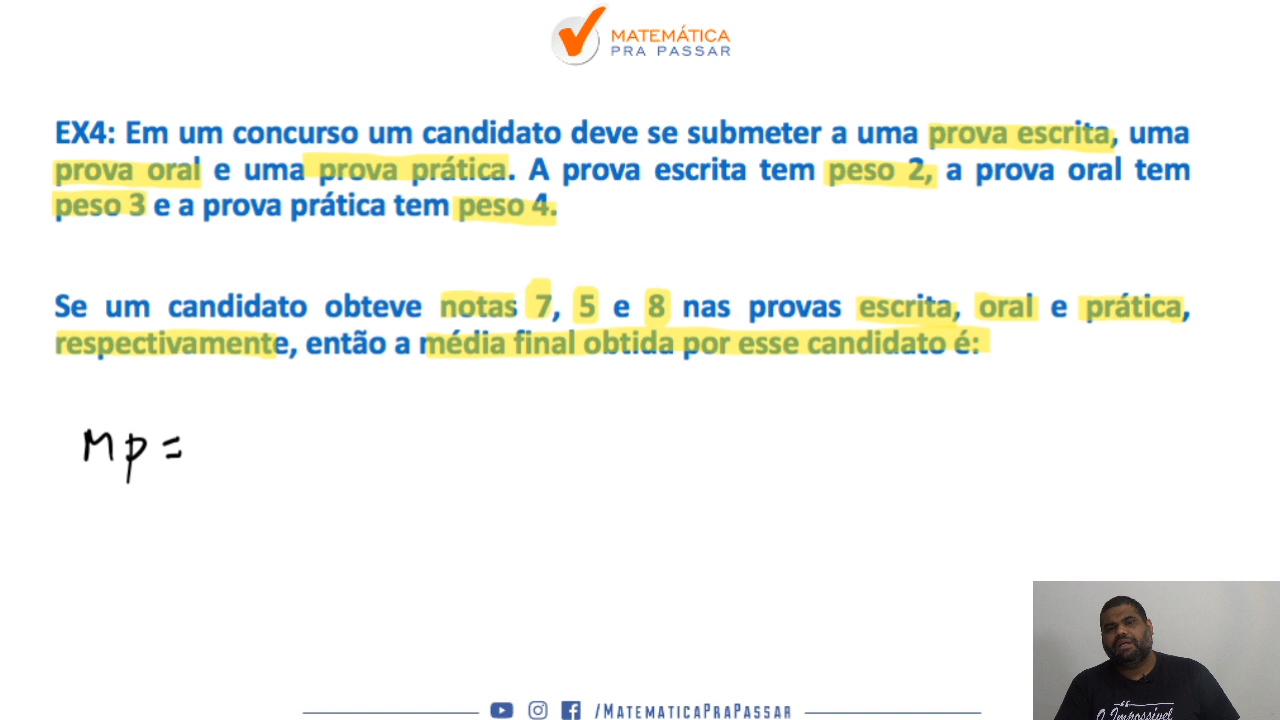 MATEMÁTICA
PRA PASSAR
EX4: Em um concurso um candidato deve se submeter a uma prova escrita, uma
prova oral e uma prova prática. A prova escrita tem peso 2, a prova oral tem
peso 3 e a prova prática tem peso 4.
Se um candidato obteve notas 7, 5 e 8 nas provas escrita, oral e prática,
respectivamente, então a média final obtida por esse candidato é:
Mp =
“
O Impossível
/MATEMATICAPRAPASSAR